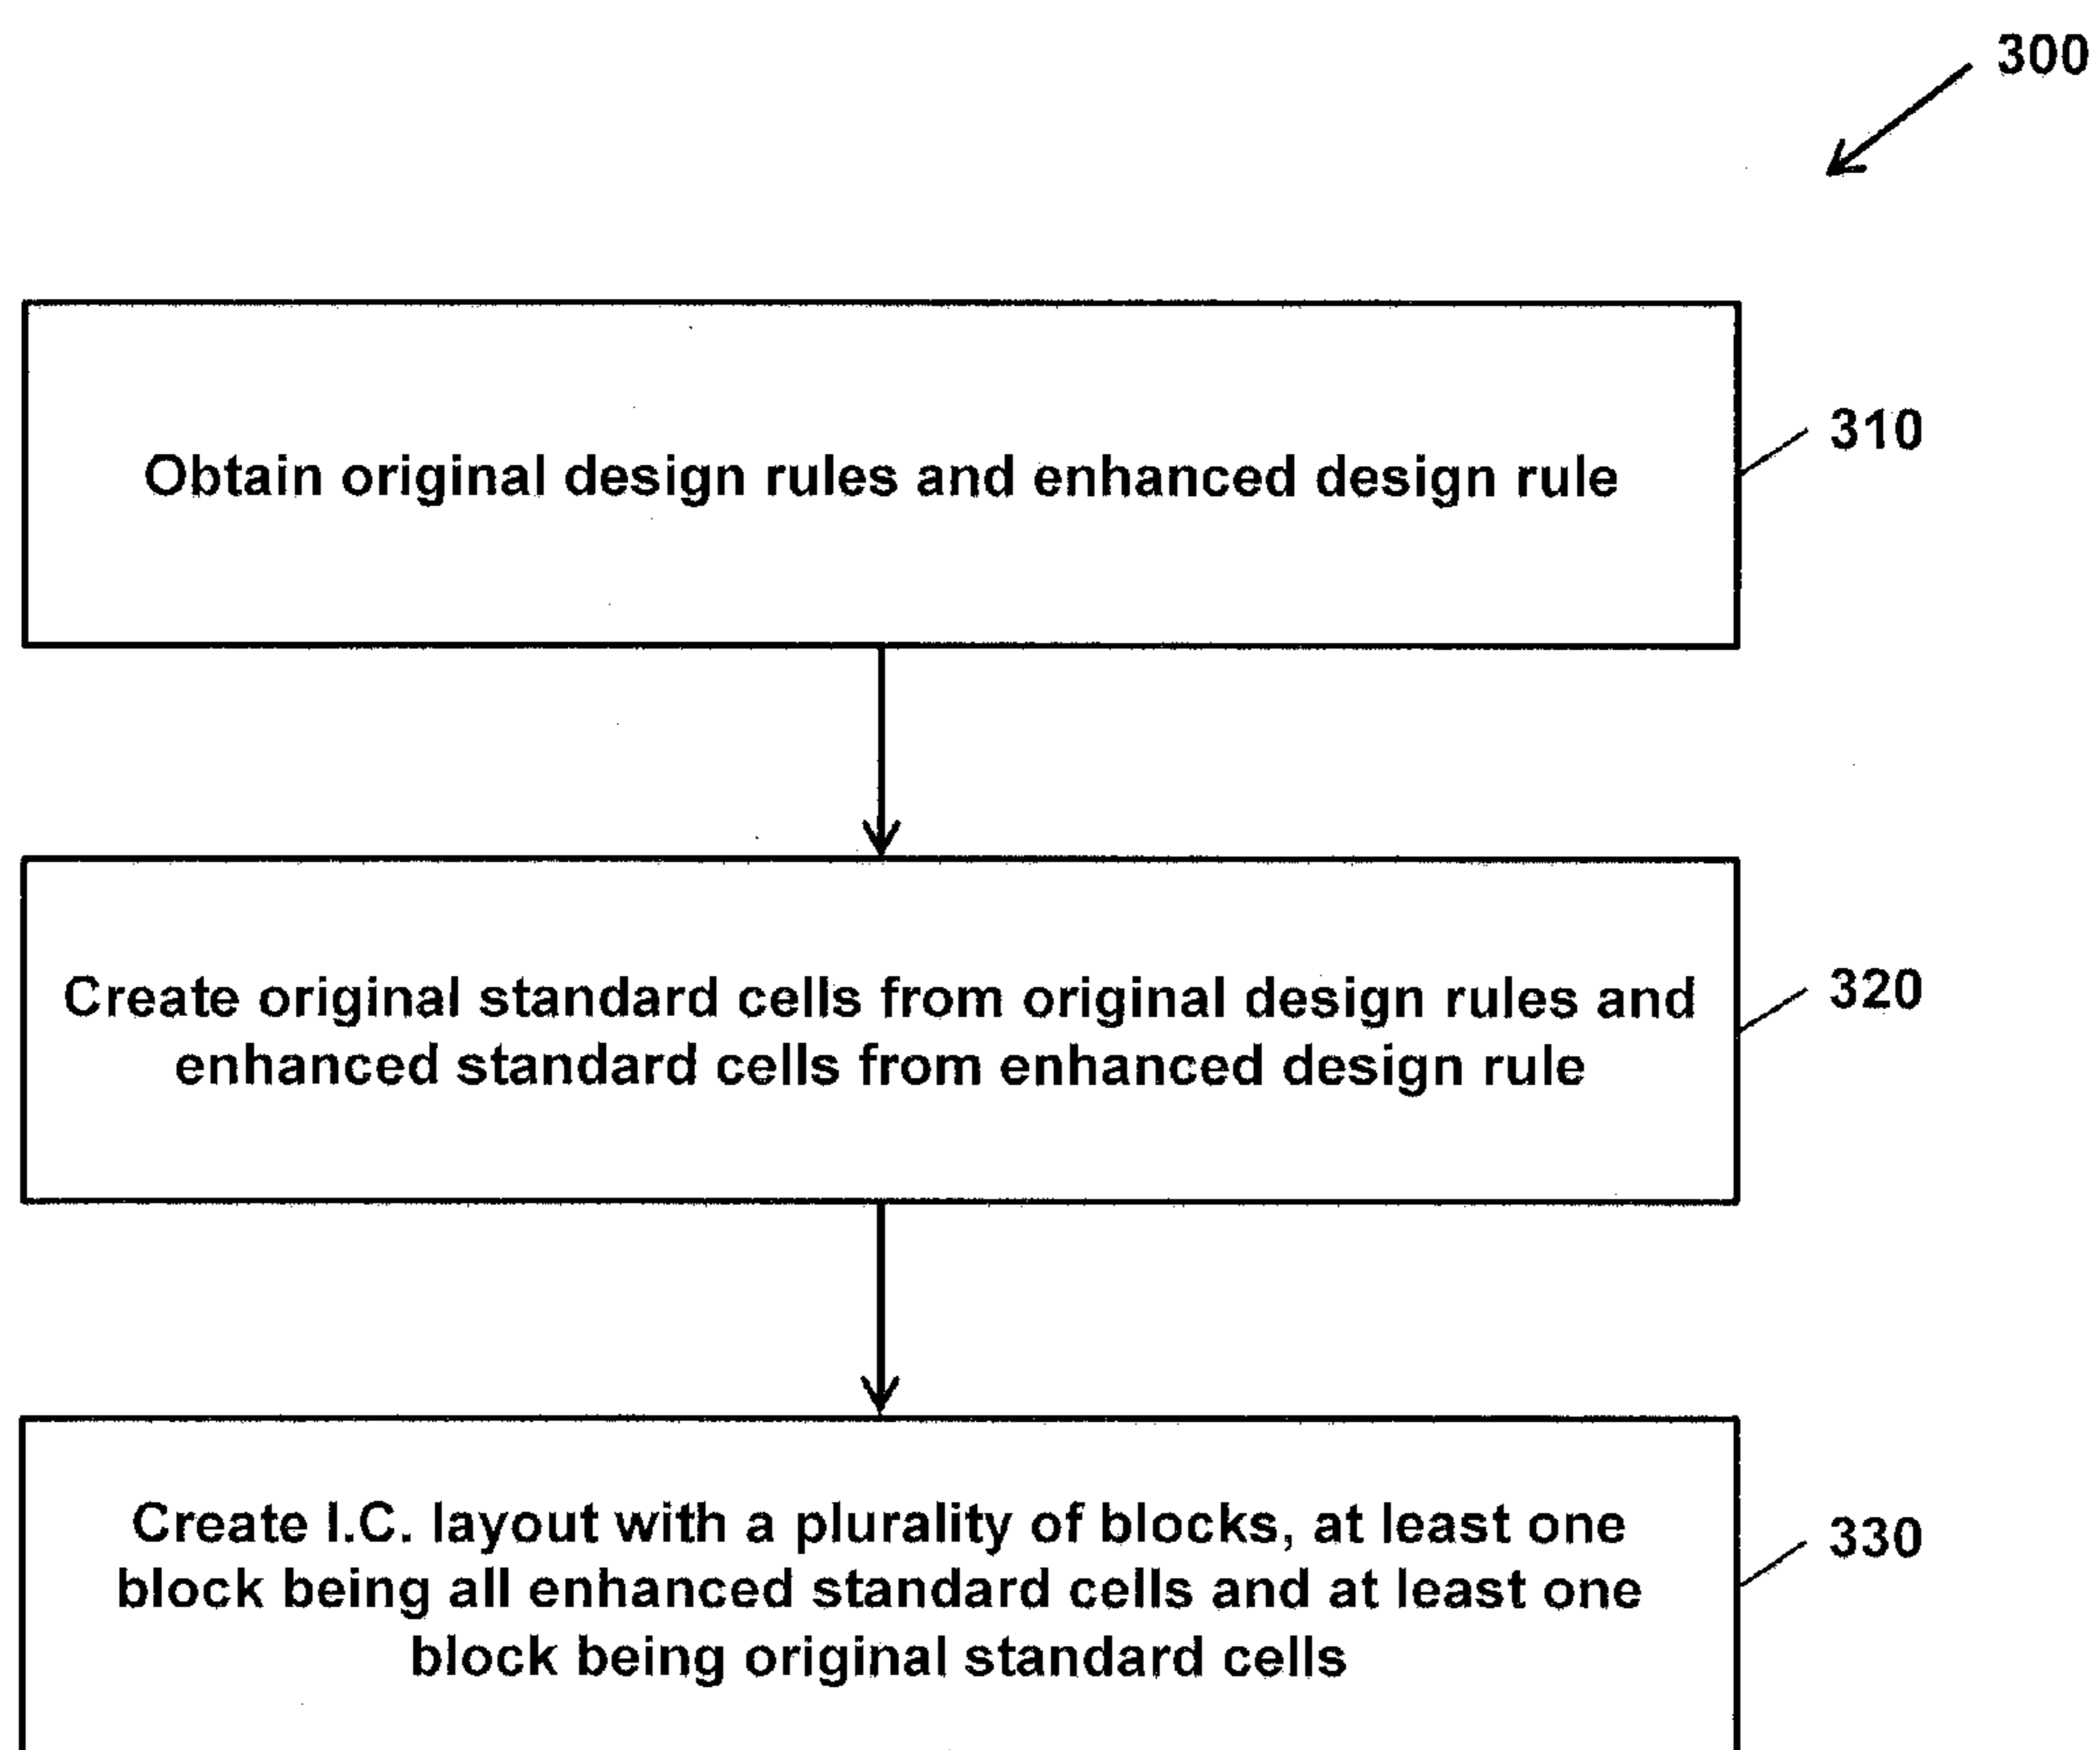 300
Obtain original design rules and enhanced design rule
310
Create original standard cells from original design rules and
enhanced standard cells from enhanced design rule
320
Create I.C. layout with a plurality of blocks, at least one
block being all enhanced standard cells and at least one
block being original standard cells
330